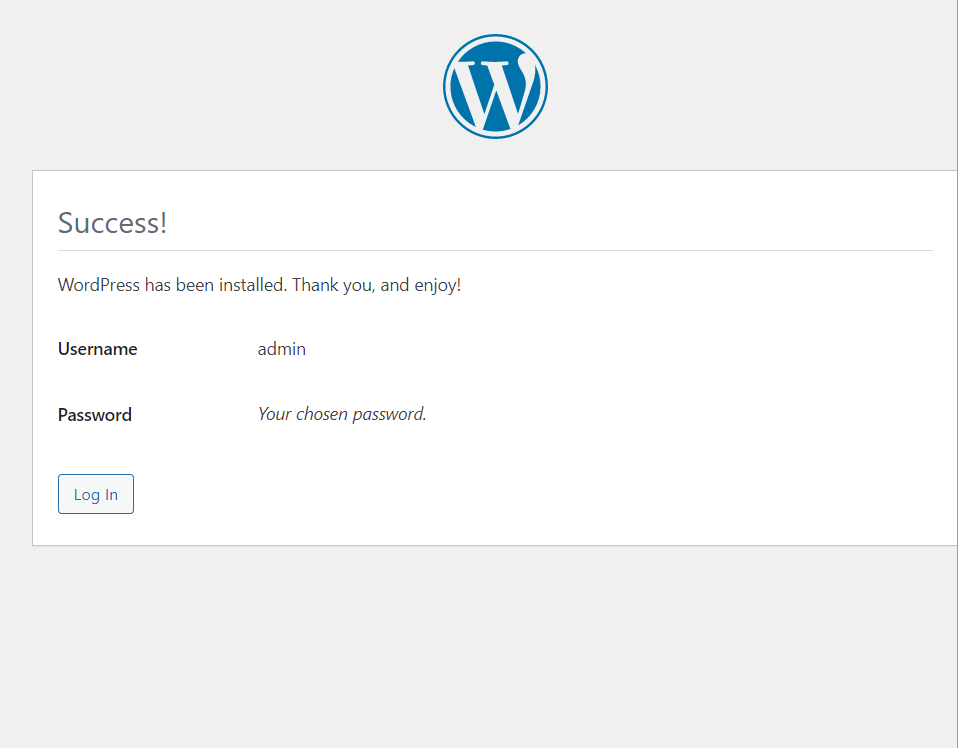 Success!
WordPress has been installed. Thank you, and enjoy!
Username admin
Password Your chosen password.
Log In